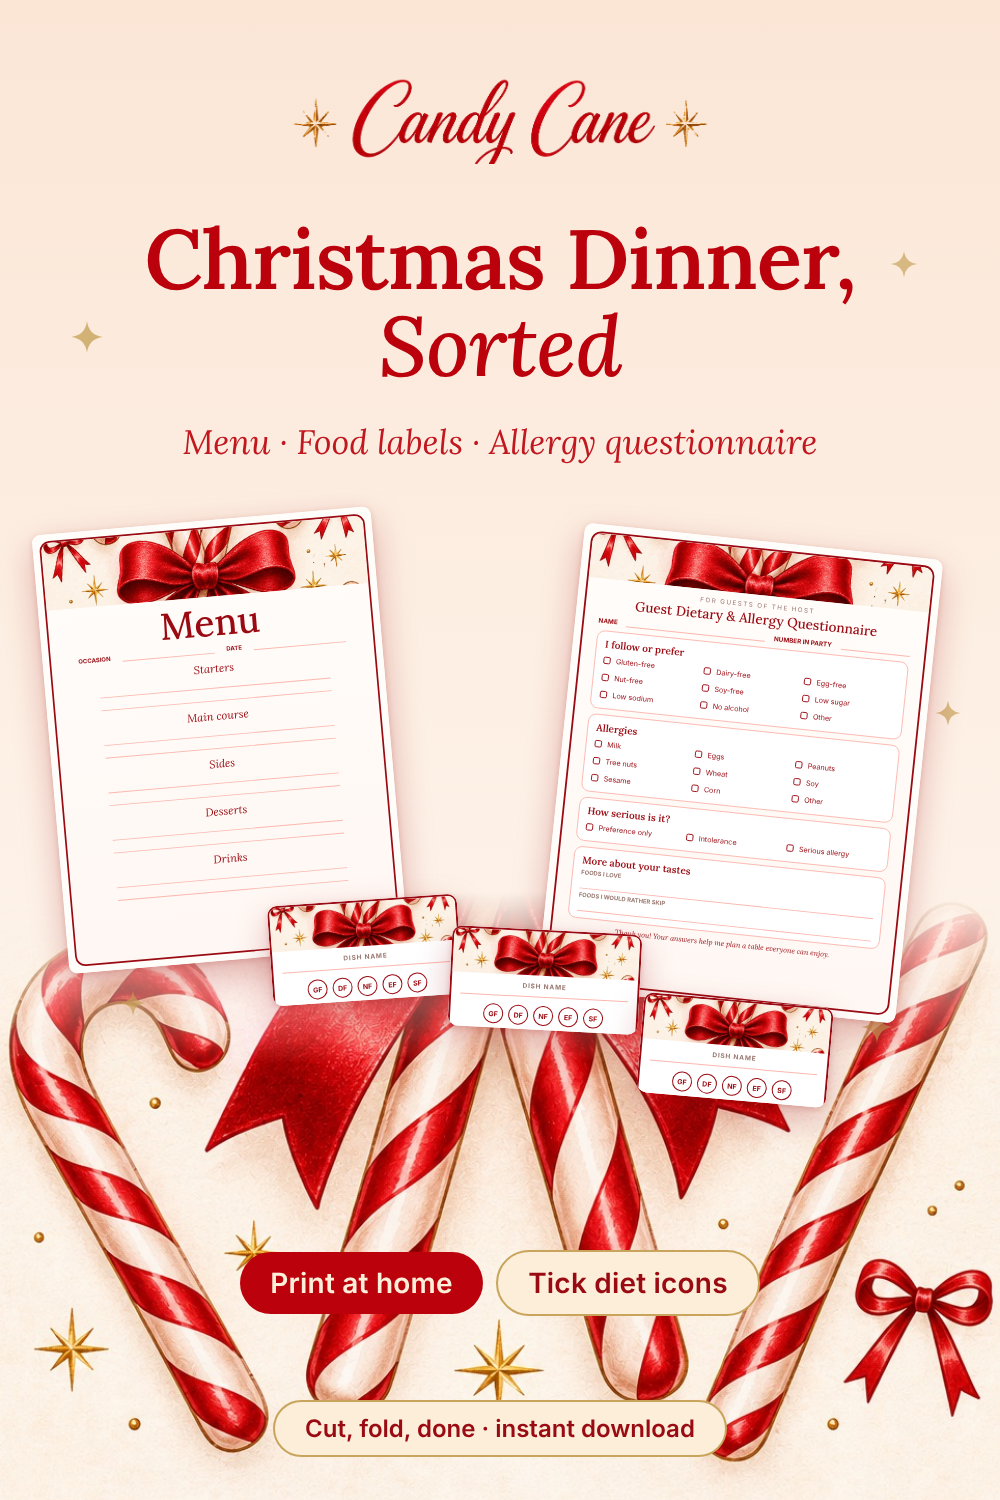 Candy Cane
Christmas Dinner,
Sorted
Menu · Food labels · Allergy questionnaire
Menu
OCCASION
DATE
Starters
Main course
Sides
Desserts
Drinks
FOR GUESTS OF THE HOST
Guest Dietary & Allergy Questionnaire
NAME
NUMBER IN PARTY
I follow or prefer
Gluten-free
Dairy-free
Egg-free
Nut-free
Soy-free
Low sugar
Low sodium
No alcohol
Other
Allergies
Milk
Eggs
Peanuts
Tree nuts
Wheat
Soy
Sesame
Corn
Other
How serious is it?
Preference only
Intolerance
Serious allergy
More about your tastes
FOODS I LOVE
FOODS I WOULD RATHER SKIP
Thank you! Your answers help me plan a table everyone can enjoy.
DISH NAME
GF DF NF EF SF
DISH NAME
GF DF NF EF SF
DISH NAME
GF DF NF EF SF
Print at home
Tick diet icons
Cut, fold, done · instant download